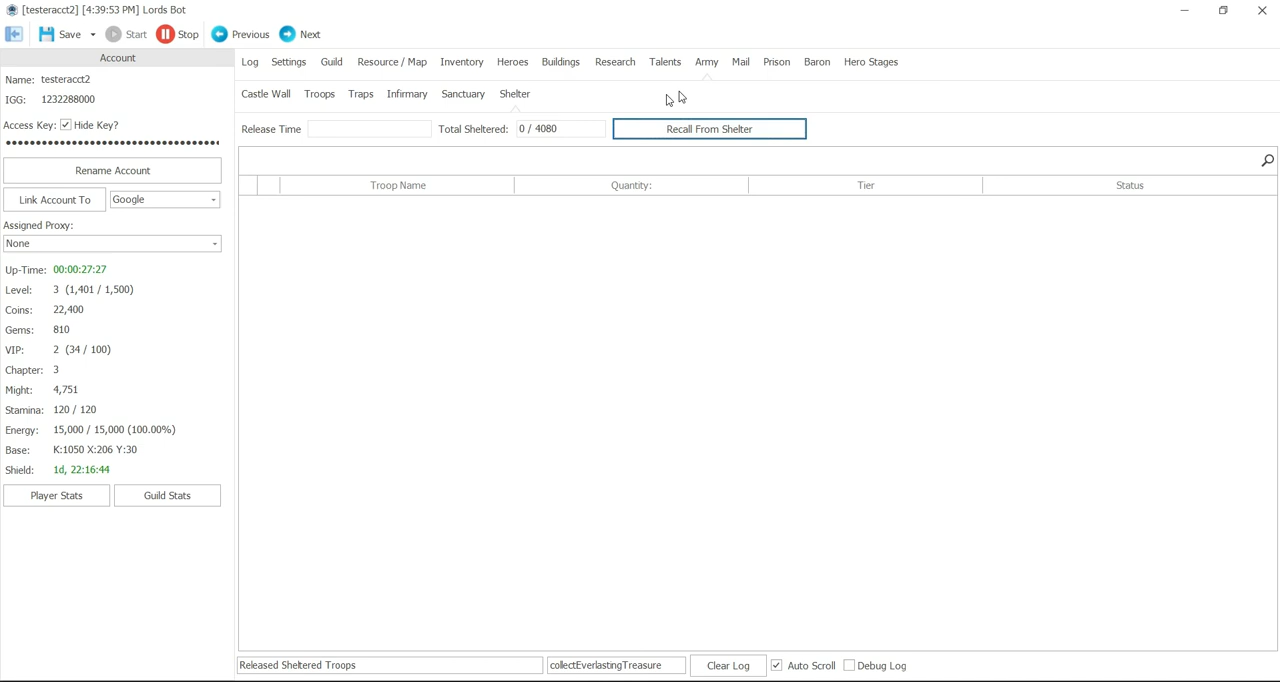 [testeracct2] [4:39:53 PM] Lords Bot
Save Start Stop Previous Next
Account
Name: testeracct2
IGG: 1232288000
Access Key: Hide Key?
Rename Account
Link Account To Google
Assigned Proxy:
None
Up-Time: 00:00:27:27
Level: 3 (1,401 / 1,500)
Coins: 22,400
Gems: 810
VIP: 2 (34 / 100)
Chapter: 3
Might: 4,751
Stamina: 120 / 120
Energy: 15,000 / 15,000 (100.00%)
Base: K:1050 X:206 Y:30
Shield: 1d, 22:16:44
Player Stats Guild Stats
Log Settings Guild Resource / Map Inventory Heroes Buildings Research Talents Army Mail Prison Baron Hero Stages
Castle Wall Troops Traps Infirmary Sanctuary Shelter
Release Time Total Sheltered: 0 / 4080 Recall From Shelter
Troop Name Quantity: Tier Status
Released Sheltered Troops collectEverlastingTreasure Clear Log Auto Scroll Debug Log